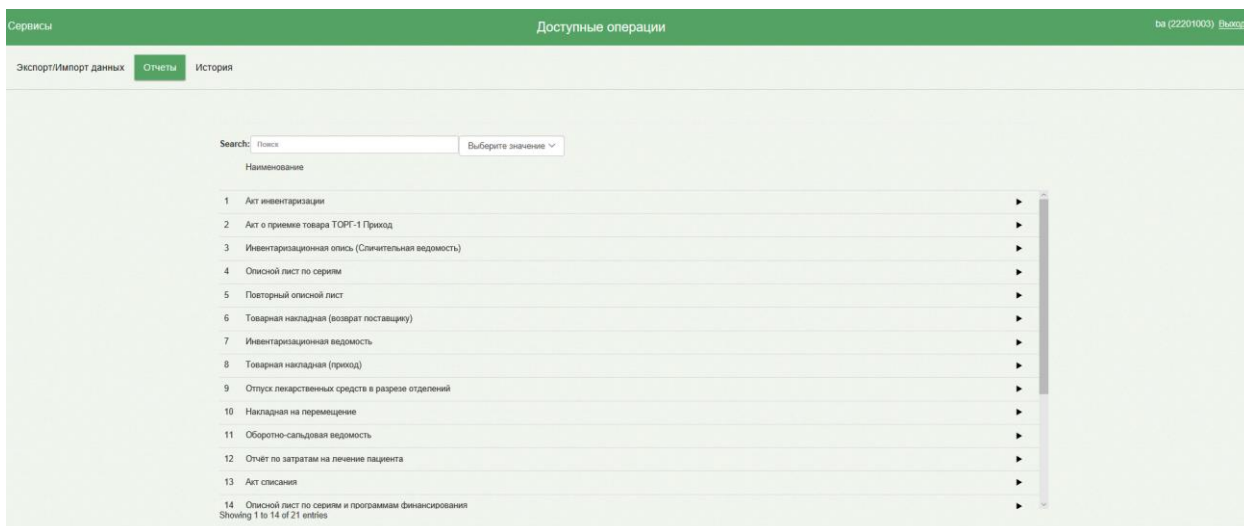 Сервисы Доступные операции ba (22201003) Выход
Экспорт/Импорт данных Отчеты История
Search: Поиск Выберите значение
Наименование
1 Акт инвентаризации
2 Акт о приемке товара ТОРГ-1 Приход
3 Инвентаризационная опись (Сличительная ведомость)
4 Описной лист по сериям
5 Повторный описной лист
6 Товарная накладная (возврат поставщику)
7 Инвентаризационная ведомость
8 Товарная накладная (приход)
9 Отпуск лекарственных средств в разрезе отделений
10 Накладная на перемещение
11 Оборотно-сальдовая ведомость
12 Отчёт по затратам на лечение пациента
13 Акт списания
14 Описной лист по сериям и программам финансирования
Showing 1 to 14 of 21 entries